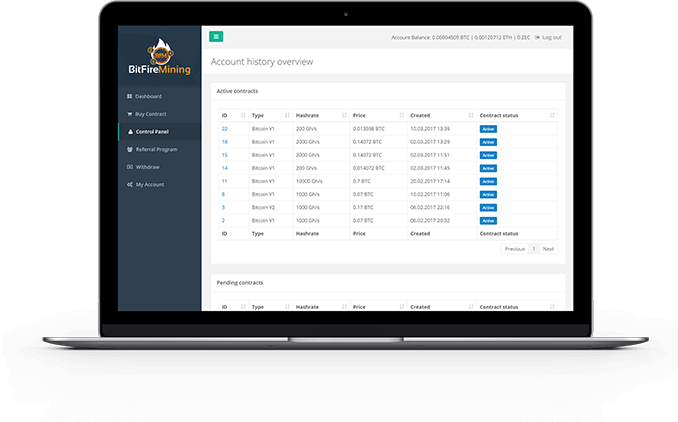 Account Balance: 0.00004509 BTC | 0.00120712 ETH | 0 ZEC Log out
BFM
BitFireMining
Account history overview
Dashboard
Buy Contract
Control Panel
Referral Program
Withdraw
My Account
Active contracts
ID Type Hashrate Price Created Contract status
22 Bitcoin V1 200 Gh/s 0.013598 BTC 10.03.2017 13:39 Active
18 Bitcoin V1 2000 Gh/s 0.14072 BTC 02.03.2017 13:29 Active
15 Bitcoin V1 2000 Gh/s 0.14072 BTC 02.03.2017 11:51 Active
14 Bitcoin V1 200 Gh/s 0.014072 BTC 02.03.2017 11:45 Active
11 Bitcoin V1 10000 Gh/s 0.7 BTC 20.02.2017 17:14 Active
8 Bitcoin V1 1000 Gh/s 0.07 BTC 10.02.2017 11:06 Active
3 Bitcoin V2 1000 Gh/s 0.17 BTC 06.02.2017 22:16 Active
2 Bitcoin V1 1000 Gh/s 0.07 BTC 06.02.2017 20:32 Active
ID Type Hashrate Price Created Contract status
Previous 1 Next
Pending contracts
ID Type Hashrate Price Created Contract status